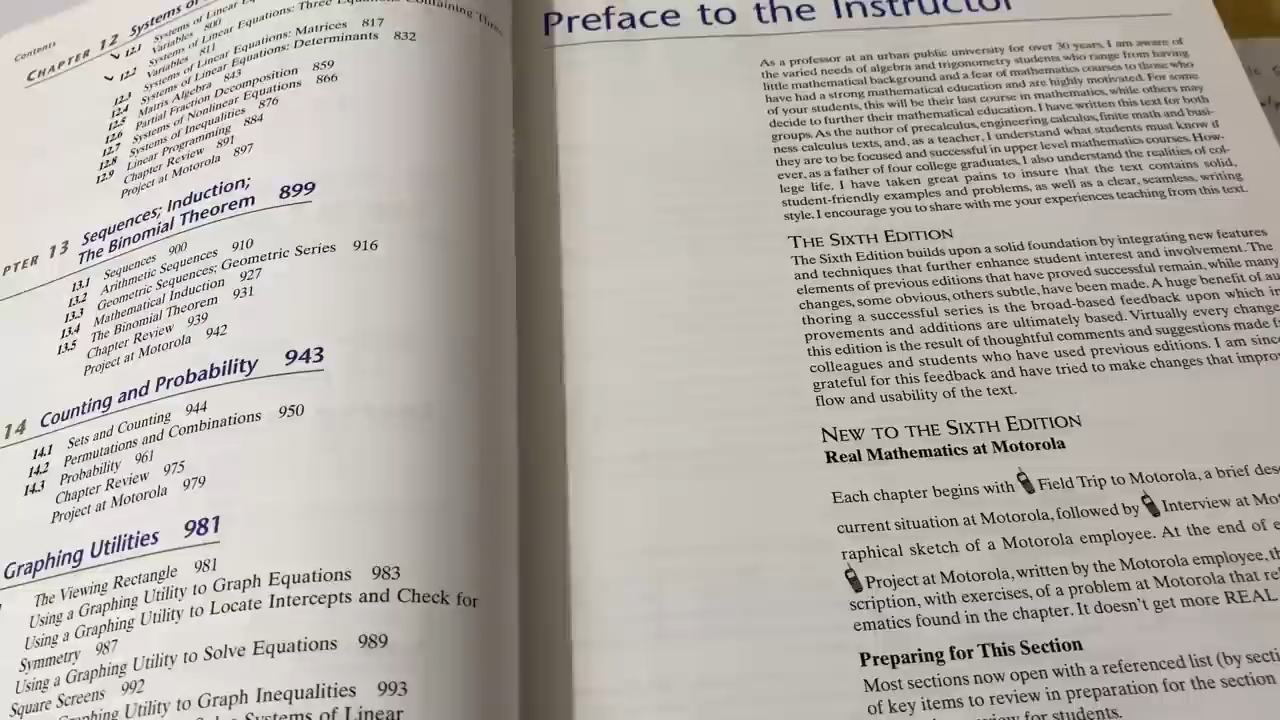 Contents
CHAPTER 12 Systems of
12.1 Systems of Linear
Variables 800
12.2 Systems of Linear Equations: Three Equations Containing Three
Variables 811
12.3 Systems of Linear Equations: Matrices 817
12.4 Systems of Linear Equations: Determinants 832
12.5 Matrix Algebra 843
12.6 Partial Fraction Decomposition 859
12.7 Systems of Nonlinear Equations 866
12.8 Systems of Inequalities 876
12.9 Linear Programming 884
Chapter Review 891
Project at Motorola 897
PTER 13 Sequences; Induction;
The Binomial Theorem 899
13.1 Sequences 900
13.2 Arithmetic Sequences 910
13.3 Geometric Sequences; Geometric Series 916
13.4 Mathematical Induction 927
13.5 The Binomial Theorem 931
Chapter Review 939
Project at Motorola 942
14 Counting and Probability 943
14.1 Sets and Counting 944
14.2 Permutations and Combinations 950
14.3 Probability 961
Chapter Review 975
Project at Motorola 979
Graphing Utilities 981
The Viewing Rectangle 981
Using a Graphing Utility to Graph Equations 983
Using a Graphing Utility to Locate Intercepts and Check for
Symmetry 987
Using a Graphing Utility to Solve Equations 989
Square Screens 992
phing Utility to Graph Inequalities 993
Systems of Linear
Preface to the Instructor
As a professor at an urban public university for over 30 years, I am aware of
the varied needs of algebra and trigonometry students who range from having
little mathematical background and a fear of mathematics courses to those who
have had a strong mathematical education and are highly motivated. For some
of your students, this will be their last course in mathematics, while others may
decide to further their mathematical education. I have written this text for both
groups. As the author of precalculus, engineering calculus, finite math and busi-
ness calculus texts, and, as a teacher, I understand what students must know if
they are to be focused and successful in upper level mathematics courses. How-
ever, as a father of four college graduates, I also understand the realities of col-
lege life. I have taken great pains to insure that the text contains solid,
student-friendly examples and problems, as well as a clear, seamless, writing
style. I encourage you to share with me your experiences teaching from this text.
THE SIXTH EDITION
The Sixth Edition builds upon a solid foundation by integrating new features
and techniques that further enhance student interest and involvement. The
elements of previous editions that have proved successful remain, while many
changes, some obvious, others subtle, have been made. A huge benefit of au
thoring a successful series is the broad-based feedback upon which im
provements and additions are ultimately based. Virtually every change
this edition is the result of thoughtful comments and suggestions made f
colleagues and students who have used previous editions. I am since
grateful for this feedback and have tried to make changes that improv
flow and usability of the text.
NEW TO THE SIXTH EDITION
Real Mathematics at Motorola
Each chapter begins with Field Trip to Motorola, a brief des
current situation at Motorola, followed by Interview at Mot
raphical sketch of a Motorola employee. At the end of e
Project at Motorola, written by the Motorola employee, th
scription, with exercises, of a problem at Motorola that rel
ematics found in the chapter. It doesn't get more REAL
Preparing for This Section
Most sections now open with a referenced list (by secti
of key items to review in preparation for the section
for students.